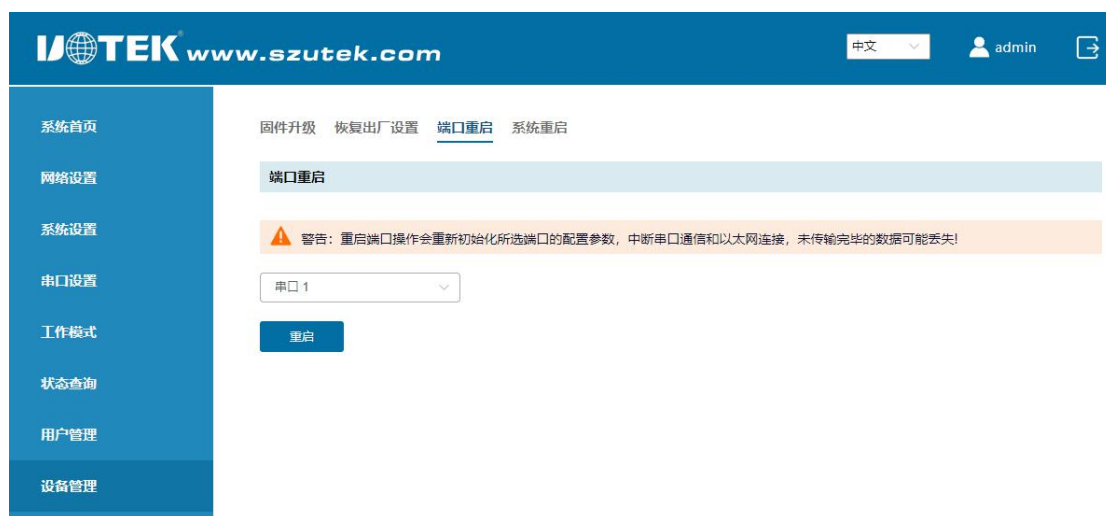 UTEK www.szutek.com
中文
admin
系统首页
网络设置
系统设置
串口设置
工作模式
状态查询
用户管理
设备管理
固件升级 恢复出厂设置 端口重启 系统重启
端口重启
警告：重启端口操作会重新初始化所选端口的配置参数，中断串口通信和以太网连接，未传输完毕的数据可能丢失!
串口 1
重启